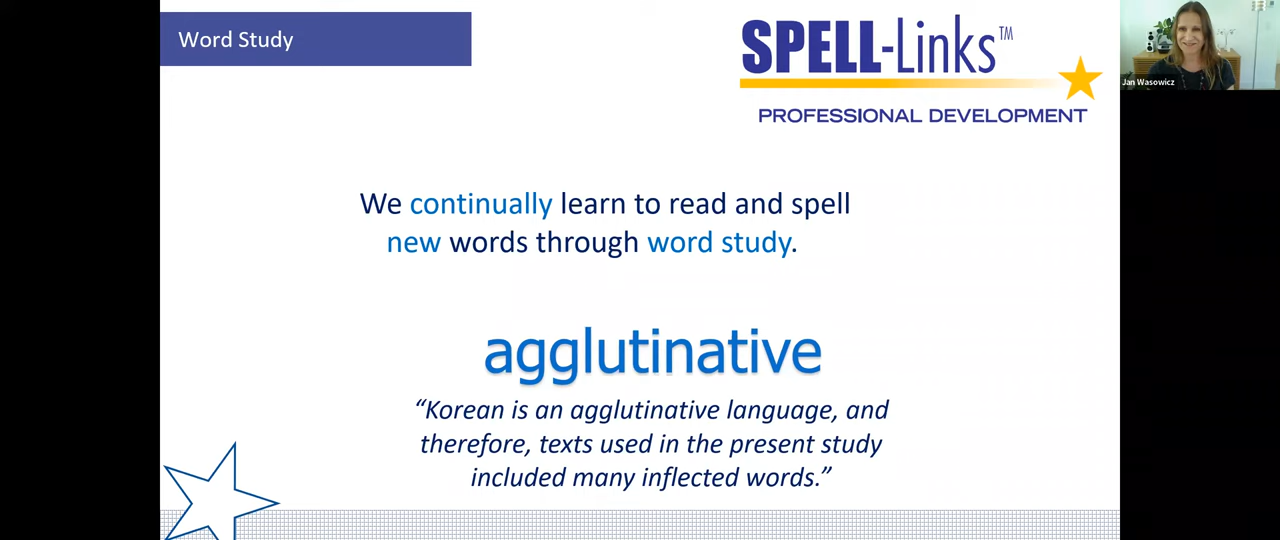 Word Study
SPELL-Links™
PROFESSIONAL DEVELOPMENT
Jan Wasowicz
We continually learn to read and spell
new words through word study.
agglutinative
“Korean is an agglutinative language, and
therefore, texts used in the present study
included many inflected words.”